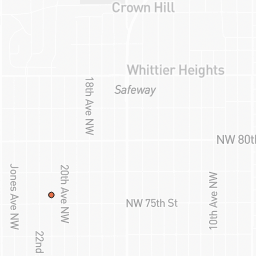 Crown Hill
Whittier Heights
Safeway
18th Ave NW
NW 80th
Jones Ave NW
20th Ave NW
NW 75th St
10th Ave NW
22nd